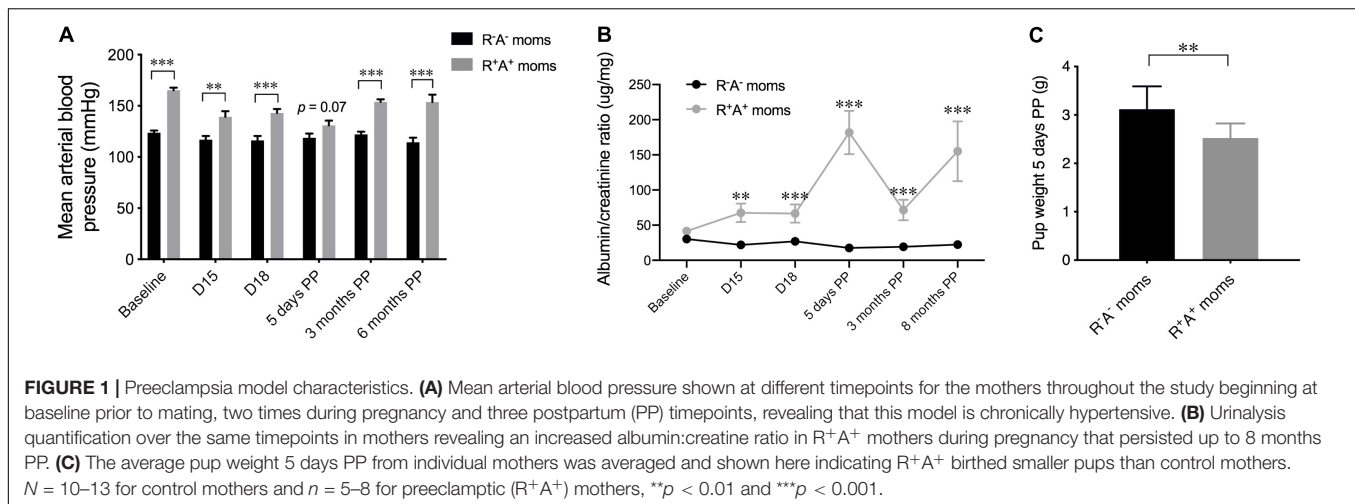 A
R-A- moms
R+A+ moms
Mean arterial blood
pressure (mmHg)
200
150
100
50
0
***
**
***
p = 0.07
***
***
Baseline
D15
D18
5 days PP
3 months PP
6 months PP
B
R-A- moms
R+A+ moms
Albumin/creatinine ratio (ug/mg)
250
200
150
100
50
0
**
***
***
***
***
Baseline
D15
D18
5 days PP
3 months PP
8 months PP
C
**
Pup weight 5 days PP (g)
4
3
2
1
0
R-A- moms
R+A+ moms
FIGURE 1 | Preeclampsia model characteristics. (A) Mean arterial blood pressure shown at different timepoints for the mothers throughout the study beginning at
baseline prior to mating, two times during pregnancy and three postpartum (PP) timepoints, revealing that this model is chronically hypertensive. (B) Urinalysis
quantification over the same timepoints in mothers revealing an increased albumin:creatine ratio in R+A+ mothers during pregnancy that persisted up to 8 months
PP. (C) The average pup weight 5 days PP from individual mothers was averaged and shown here indicating R+A+ birthed smaller pups than control mothers.
N = 10–13 for control mothers and n = 5–8 for preeclamptic (R+A+) mothers, **p < 0.01 and ***p < 0.001.